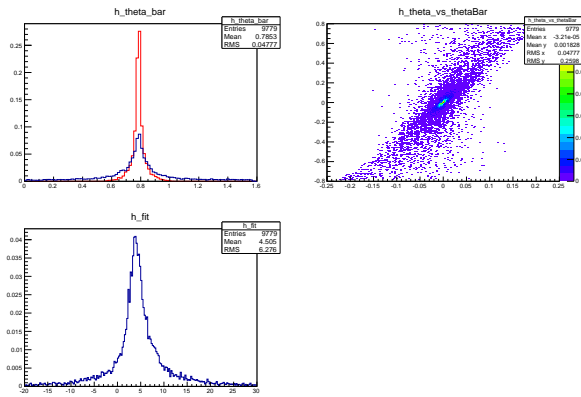 h_theta_bar
h_theta_bar
Entries 9779
Mean 0.7853
RMS 0.04777
0.25
0.2
0.15
0.1
0.05
0
0 0.2 0.4 0.6 0.8 1 1.2 1.4 1.6
h_theta_vs_thetaBar
h_theta_vs_thetaBar
Entries 9779
Mean x -3.21e-05
Mean y 0.001828
RMS x 0.04777
RMS y 0.2598
0.8
0.6
0.4
0.2
0
-0.2
-0.4
-0.6
-0.8
-0.25 -0.2 -0.15 -0.1 -0.05 0 0.05 0.1 0.15 0.2 0.25
h_fit
h_fit
Entries 9779
Mean 4.505
RMS 6.276
0.04
0.035
0.03
0.025
0.02
0.015
0.01
0.005
0
-20 -15 -10 -5 0 5 10 15 20 25 30